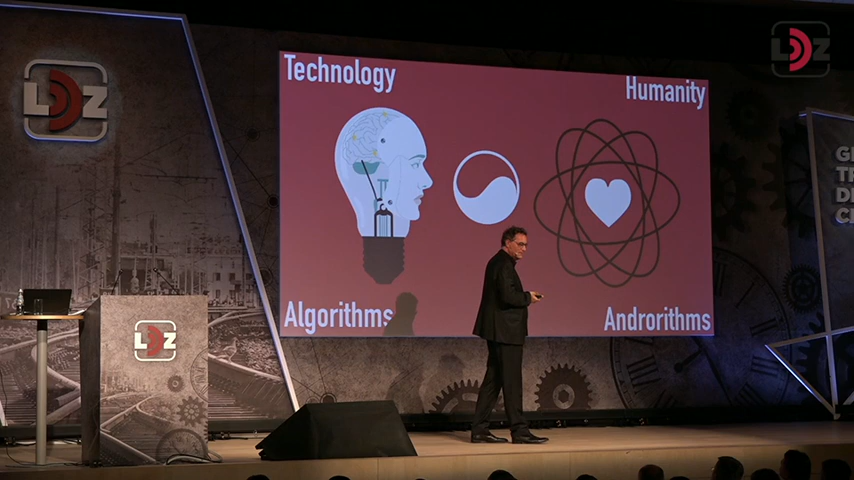 LDZ
LDZ
Technology
Humanity
Algorithms
Androrithms
LDZ